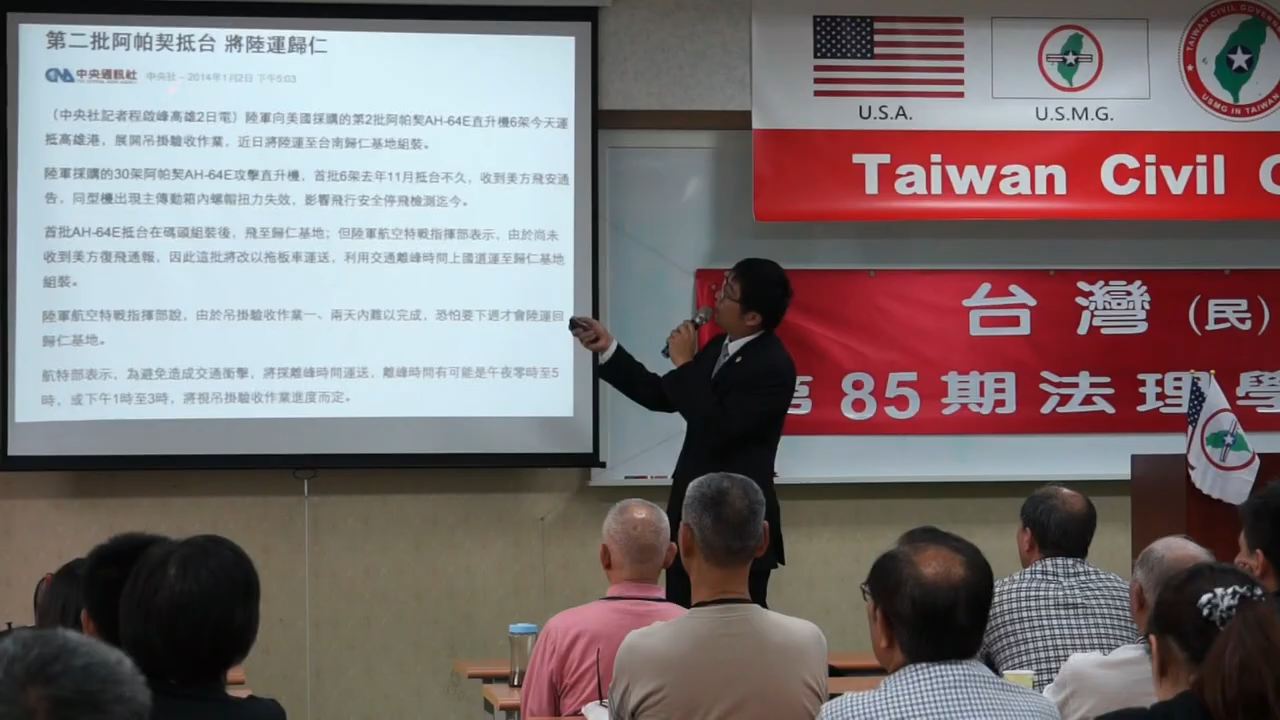 第二批阿帕契抵台 將陸運歸仁
CNA 中央通訊社 中央社 – 2014年1月2日 下午5:03
（中央社記者程啟峰高雄2日電）陸軍向美國採購的第2批阿帕契AH-64E直升機6架今天運
抵高雄港，展開吊掛驗收作業，近日將陸運至台南歸仁基地組裝。
陸軍採購的30架阿帕契AH-64E攻擊直升機，首批6架去年11月抵台不久，收到美方飛安通
告，同型機出現主傳動箱內螺帽扭力失效，影響飛行安全停飛檢測迄今。
首批AH-64E抵台在碼頭組裝後，飛至歸仁基地；但陸軍航空特戰指揮部表示，由於尚未
收到美方復飛通報，因此這批將改以拖板車運送，利用交通離峰時間上國道運至歸仁基地
組裝。
陸軍航空特戰指揮部說，由於吊掛驗收作業一、兩天內難以完成，恐怕要下週才會陸運回
歸仁基地。
航特部表示，為避免造成交通衝擊，將採離峰時間運送，離峰時間有可能是午夜零時至5
時，或下午1時至3時，將視吊掛驗收作業進度而定。
U.S.A.
U.S.M.G.
TAIWAN CIVIL GOVERN
USMG IN TAIWAN
Taiwan Civil
台灣(民)
第85期法理學